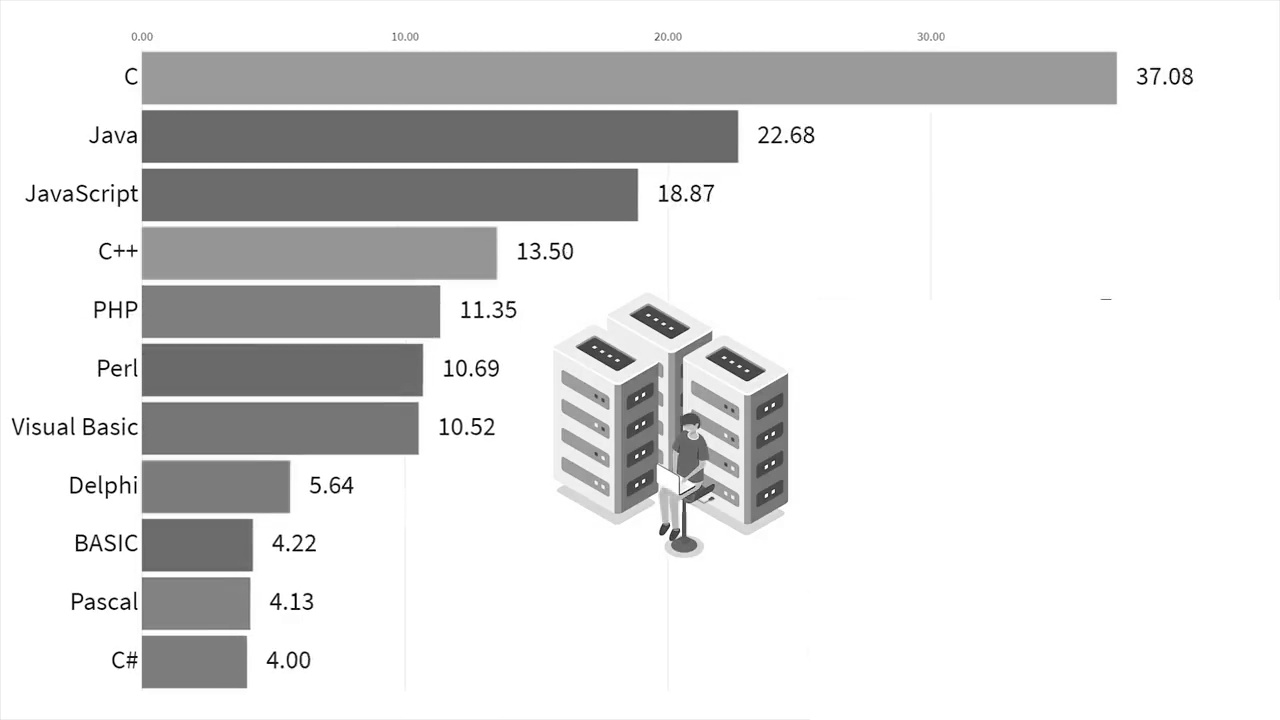 0.00 10.00 20.00 30.00
C 37.08
Java 22.68
JavaScript 18.87
C++ 13.50
PHP 11.35
Perl 10.69
Visual Basic 10.52
Delphi 5.64
BASIC 4.22
Pascal 4.13
C# 4.00